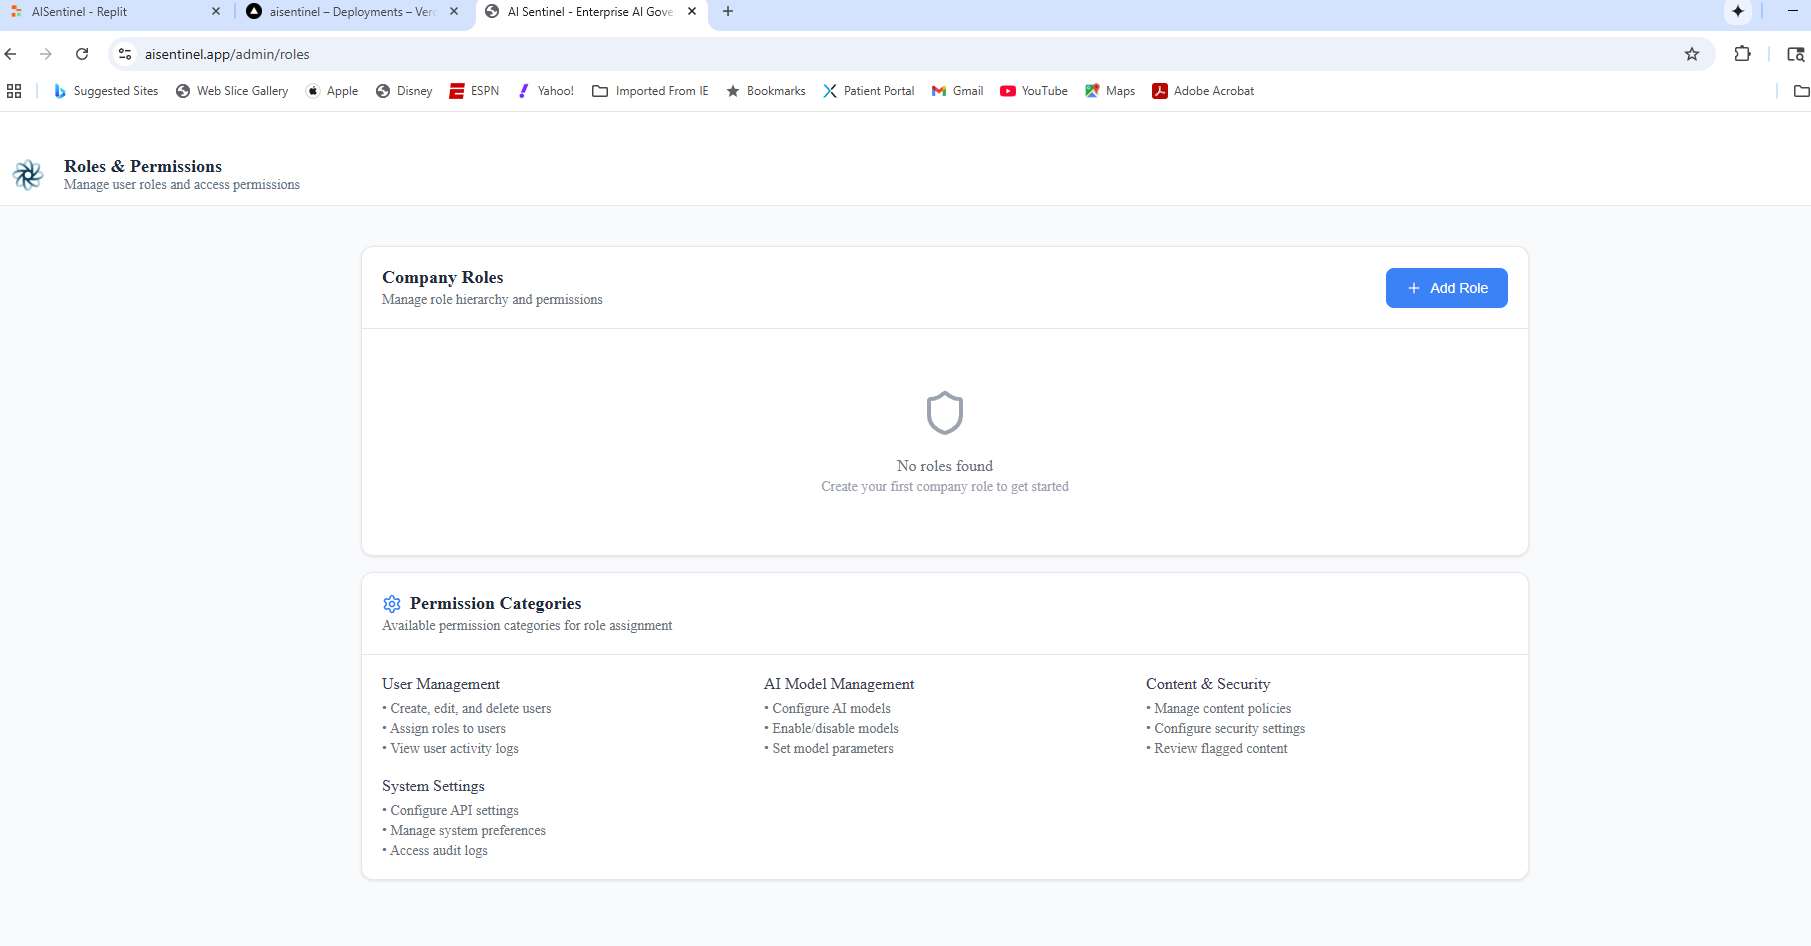 AISentinel - Replit
aisentinel – Deployments – Verc
AI Sentinel - Enterprise AI Gove
aisentinel.app/admin/roles
Suggested Sites
Web Slice Gallery
Apple
Disney
ESPN
Yahoo!
Imported From IE
Bookmarks
Patient Portal
Gmail
YouTube
Maps
Adobe Acrobat
Roles & Permissions
Manage user roles and access permissions
Company Roles
Manage role hierarchy and permissions
Add Role
No roles found
Create your first company role to get started
Permission Categories
Available permission categories for role assignment
User Management
• Create, edit, and delete users
• Assign roles to users
• View user activity logs
AI Model Management
• Configure AI models
• Enable/disable models
• Set model parameters
Content & Security
• Manage content policies
• Configure security settings
• Review flagged content
System Settings
• Configure API settings
• Manage system preferences
• Access audit logs